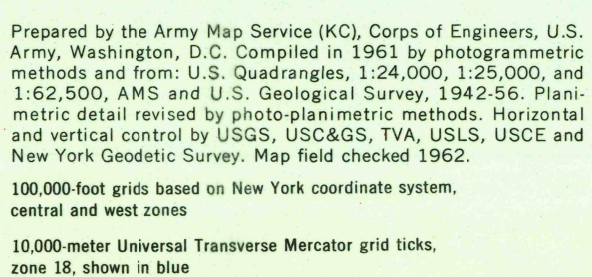 Prepared by the Army Map Service (KC), Corps of Engineers, U.S.
Army, Washington, D.C. Compiled in 1961 by photogrammetric
methods and from: U.S. Quadrangles, 1:24,000, 1:25,000, and
1:62,500, AMS and U.S. Geological Survey, 1942-56. Plani-
metric detail revised by photo-planimetric methods. Horizontal
and vertical control by USGS, USC&GS, TVA, USLS, USCE and
New York Geodetic Survey. Map field checked 1962.
100,000-foot grids based on New York coordinate system,
central and west zones
10,000-meter Universal Transverse Mercator grid ticks,
zone 18, shown in blue